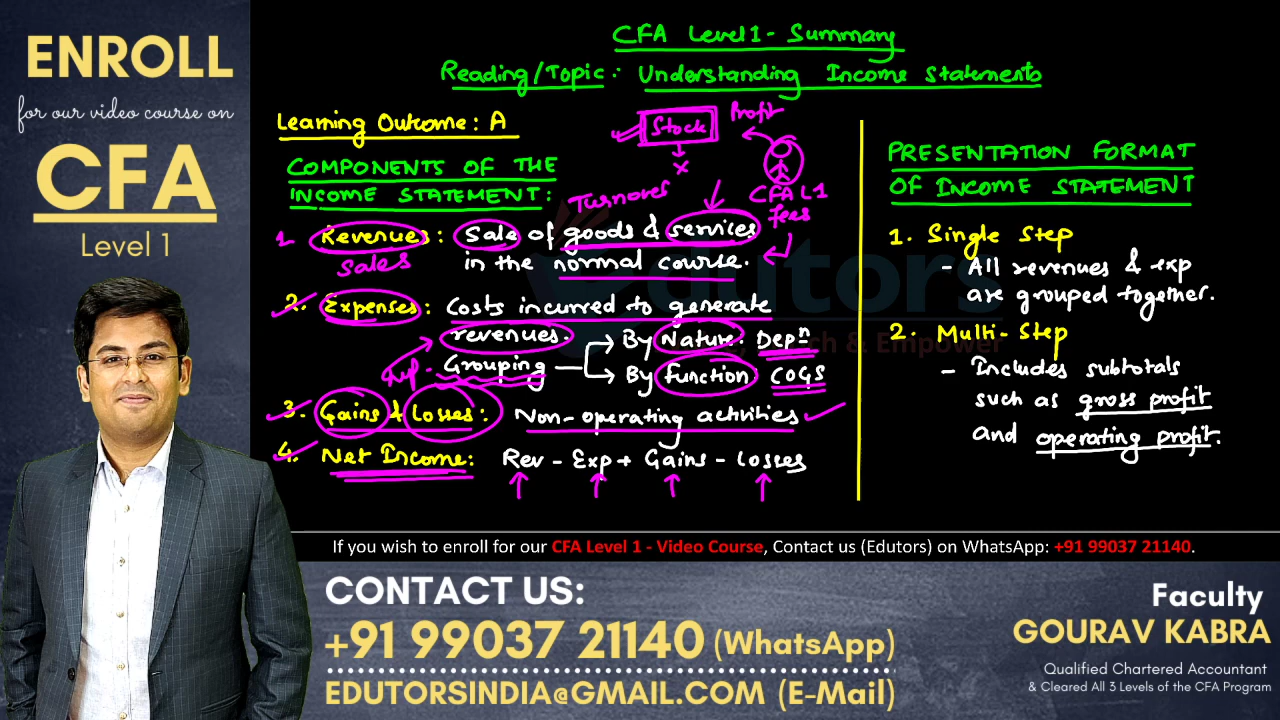 ENROLL
for our video course on
CFA
Level 1
CFA Level 1 - Summary
Reading/Topic: Understanding Income Statements
Learning Outcome: A
Stock
Profit
x
CFA L1
fees
COMPONENTS OF THE
INCOME STATEMENT:
Turnover
1. Revenues: Sale of goods & services
sales
in the normal course.
2. Expenses: Costs incurred to generate
revenues.
Grouping
By Nature: Depⁿ
By function: COGS
3. Gains & Losses: Non-operating activities
4. Net Income: Rev - Exp + Gains - Losses
PRESENTATION FORMAT
OF INCOME STATEMENT
1. Single Step
- All revenues & exp
are grouped together.
2. Multi-Step
- Includes subtotals
such as gross profit
and operating profit.
If you wish to enroll for our CFA Level 1 - Video Course, Contact us (Edutors) on WhatsApp: +91 99037 21140.
CONTACT US:
+91 99037 21140 (WhatsApp)
EDUTORSINDIA@GMAIL.COM (E-Mail)
Faculty
GOURAV KABRA
Qualified Chartered Accountant
& Cleared All 3 Levels of the CFA Program